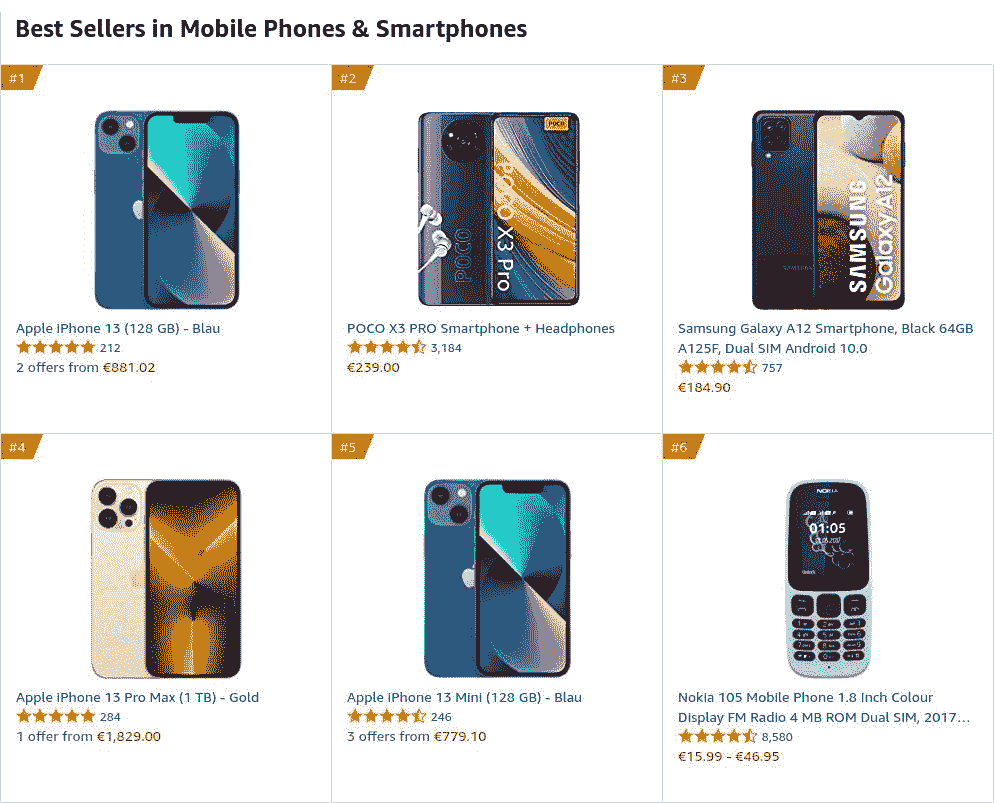 Best Sellers in Mobile Phones & Smartphones
#1
#2
#3
POCO
POCO X3 Pro
POCO
SAMSUNG
Galaxy A12
SAMSUNG
Apple iPhone 13 (128 GB) - Blau
212
2 offers from €881.02
POCO X3 PRO Smartphone + Headphones
3,184
€239.00
Samsung Galaxy A12 Smartphone, Black 64GB
A125F, Dual SIM Android 10.0
757
€184.90
#4
#5
#6
NOKIA
01:05
Apple iPhone 13 Pro Max (1 TB) - Gold
284
1 offer from €1,829.00
Apple iPhone 13 Mini (128 GB) - Blau
246
3 offers from €779.10
Nokia 105 Mobile Phone 1.8 Inch Colour
Display FM Radio 4 MB ROM Dual SIM, 2017...
8,580
€15.99 - €46.95